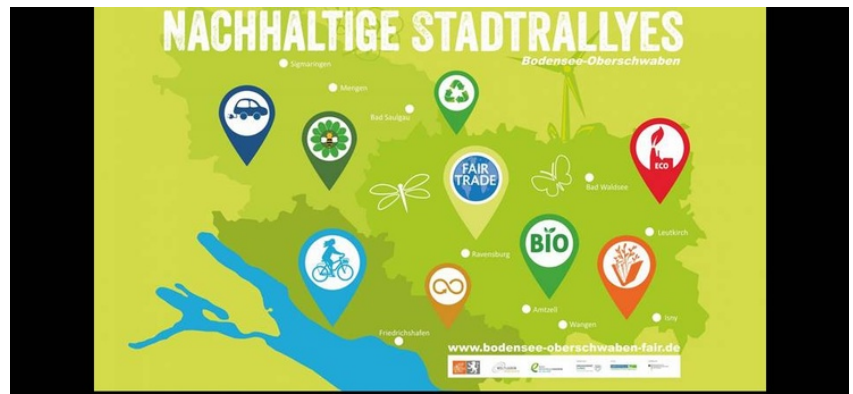 NACHHALTIGE STADTRALLYES
Bodensee-Oberschwaben
Sigmaringen
Mengen
Bad Saulgau
FAIR
TRADE
ECO
Bad Waldsee
Leutkirch
BIO
Ravensburg
Amtzell
Isny
Wangen
Friedrichshafen
www.bodensee-oberschwaben-fair.de